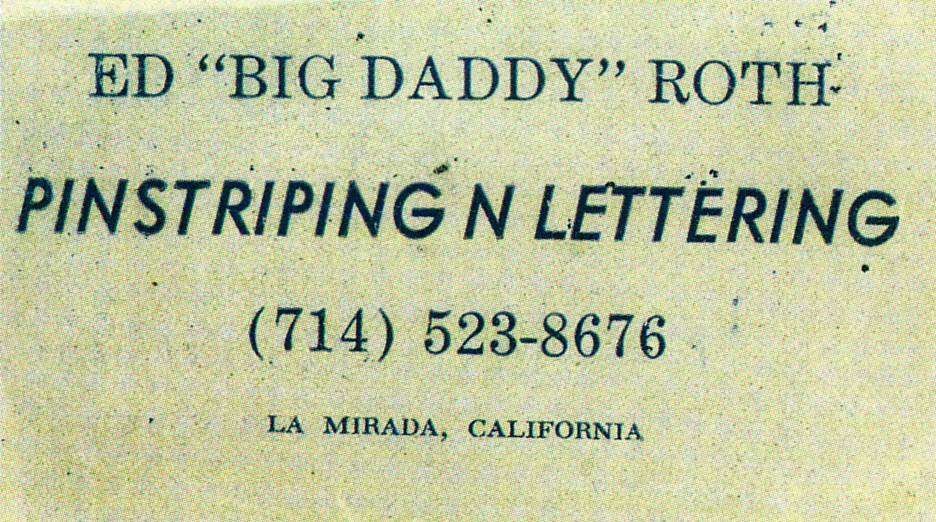 ED “BIG DADDY” ROTH
PINSTRIPING N LETTERING
(714) 523-8676
LA MIRADA, CALIFORNIA